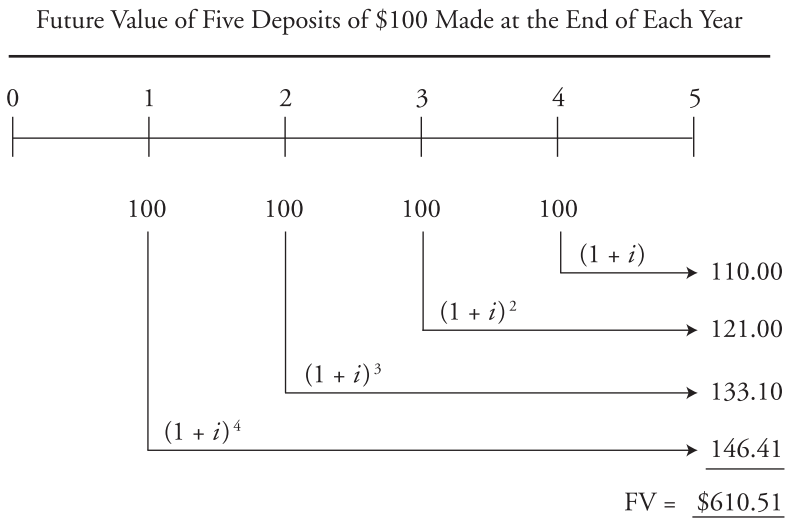 Future Value of Five Deposits of $100 Made at the End of Each Year
0 1 2 3 4 5
100 100 100 100
(1 + i)
110.00
(1 + i)²
121.00
(1 + i)³
133.10
(1 + i)⁴
146.41
FV = $610.51